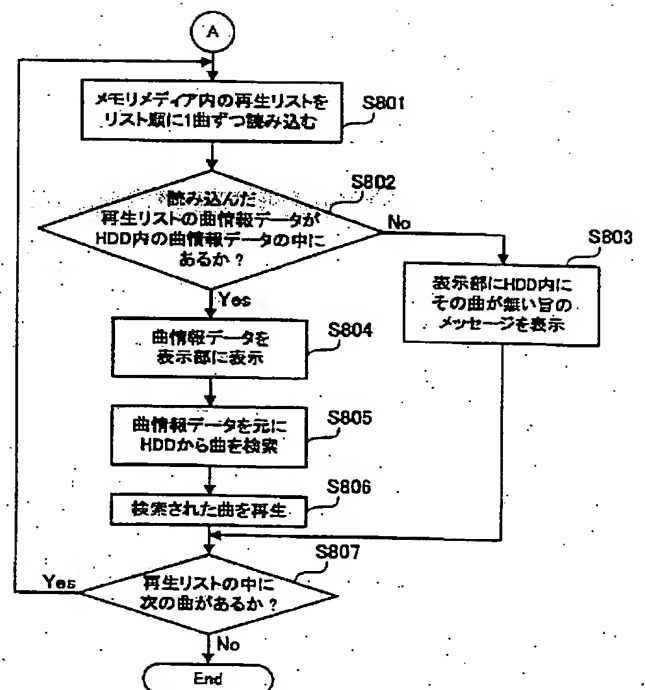 A
メモリメディア内の再生リストを
リスト順に1曲ずつ読み込む
S801
読み込んだ
再生リストの曲情報データが
HDD内の曲情報データの中に
あるか?
S802
No
Yes
表示部にHDD内に
その曲が無い旨の
メッセージを表示
S803
曲情報データを
表示部に表示
S804
曲情報データを元に
HDDから曲を検索
S805
検索された曲を再生
S806
再生リストの中に
次の曲があるか?
S807
Yes
No
End